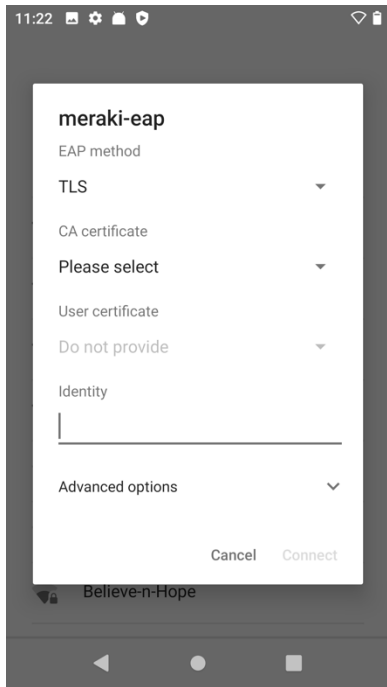 11:22
meraki-eap
EAP method
TLS
CA certificate
Please select
User certificate
Do not provide
Identity
Advanced options
Cancel Connect
Believe-n-Hope